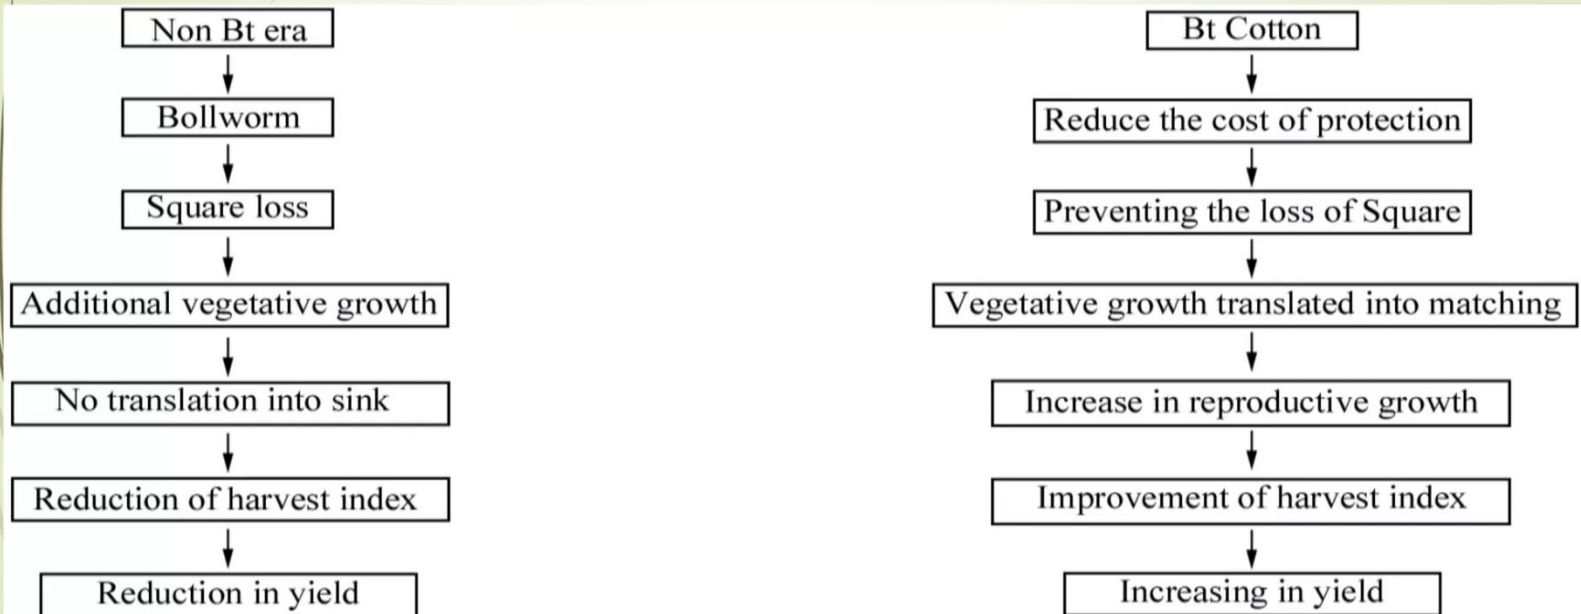 Non Bt era
Bollworm
Square loss
Additional vegetative growth
No translation into sink
Reduction of harvest index
Reduction in yield
Bt Cotton
Reduce the cost of protection
Preventing the loss of Square
Vegetative growth translated into matching
Increase in reproductive growth
Improvement of harvest index
Increasing in yield